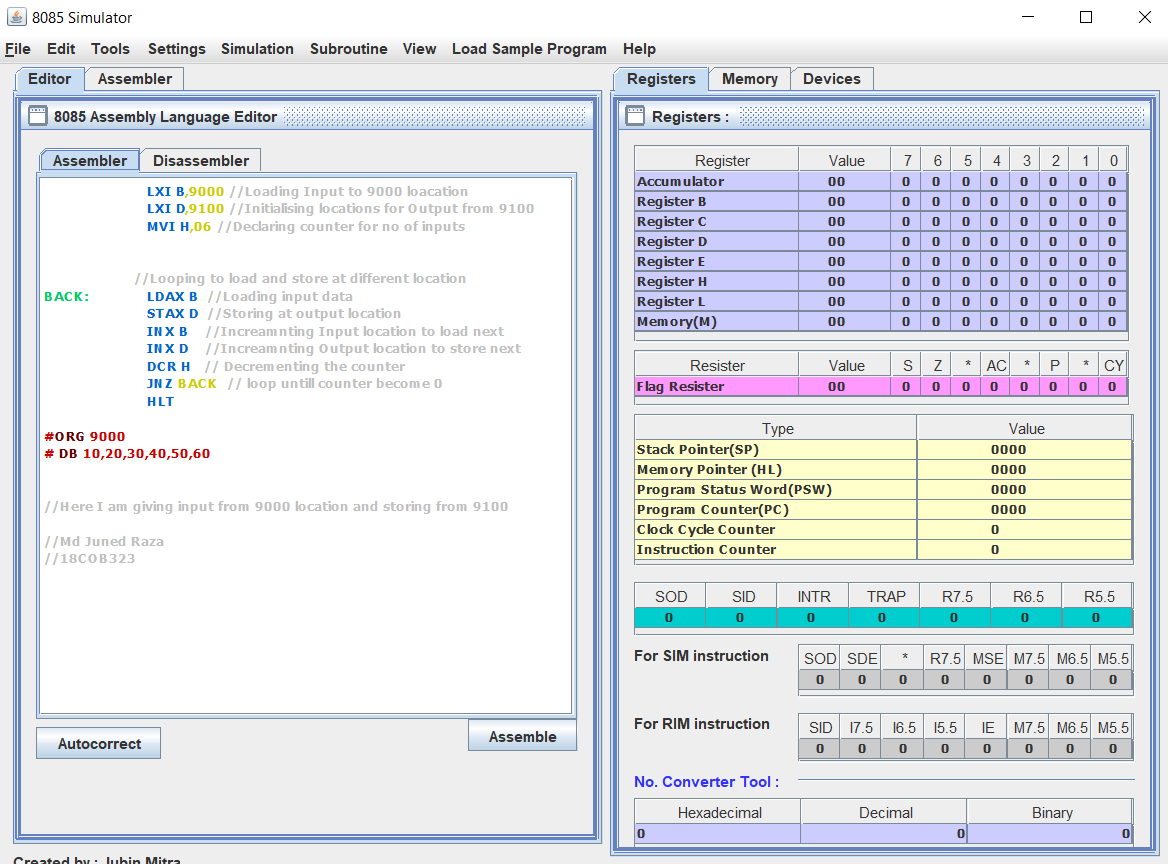 8085 Simulator
File Edit Tools Settings Simulation Subroutine View Load Sample Program Help
Editor Assembler
8085 Assembly Language Editor
Assembler Disassembler
LXI B,9000 //Loading Input to 9000 loacation
LXI D,9100 //Initialising locations for Output from 9100
MVI H,06 //Declaring counter for no of inputs
//Looping to load and store at different location
BACK: LDAX B //Loading input data
STAX D //Storing at output location
INX B //Increamnting Input location to load next
INX D //Increamnting Output location to store next
DCR H // Decrementing the counter
JNZ BACK // loop untill counter become 0
HLT
#ORG 9000
# DB 10,20,30,40,50,60
//Here I am giving input from 9000 location and storing from 9100
//Md Juned Raza
//18COB323
Autocorrect Assemble
Created by : Jubin Mitra
Registers Memory Devices
Registers :
Register Value 7 6 5 4 3 2 1 0
Accumulator 00 0 0 0 0 0 0 0 0
Register B 00 0 0 0 0 0 0 0 0
Register C 00 0 0 0 0 0 0 0 0
Register D 00 0 0 0 0 0 0 0 0
Register E 00 0 0 0 0 0 0 0 0
Register H 00 0 0 0 0 0 0 0 0
Register L 00 0 0 0 0 0 0 0 0
Memory(M) 00 0 0 0 0 0 0 0 0
Resister Value S Z * AC * P * CY
Flag Resister 00 0 0 0 0 0 0 0 0
Type Value
Stack Pointer(SP) 0000
Memory Pointer (HL) 0000
Program Status Word(PSW) 0000
Program Counter(PC) 0000
Clock Cycle Counter 0
Instruction Counter 0
SOD SID INTR TRAP R7.5 R6.5 R5.5
0 0 0 0 0 0 0
For SIM instruction SOD SDE * R7.5 MSE M7.5 M6.5 M5.5
0 0 0 0 0 0 0 0
For RIM instruction SID I7.5 I6.5 I5.5 IE M7.5 M6.5 M5.5
0 0 0 0 0 0 0 0
No. Converter Tool :
Hexadecimal Decimal Binary
0 0 0